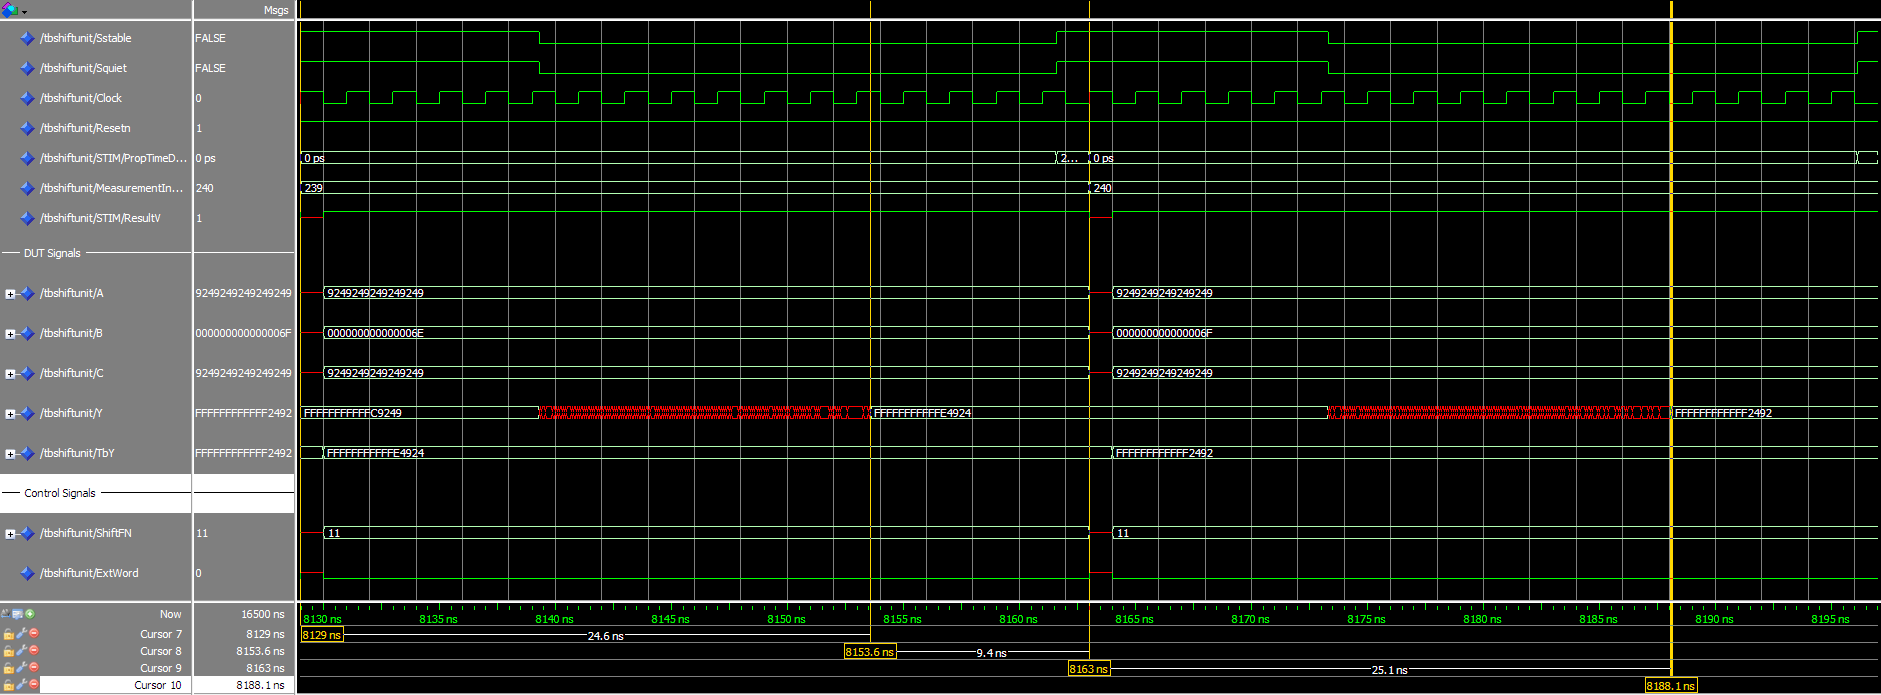 Msgs
/tbshiftunit/Sstable FALSE
/tbshiftunit/Squiet FALSE
/tbshiftunit/Clock 0
/tbshiftunit/Resetn 1
/tbshiftunit/STIM/PropTimeD... 0 ps 0 ps 2... 0 ps
/tbshiftunit/MeasurementIn... 240 239 240
/tbshiftunit/STIM/ResultV 1
DUT Signals
/tbshiftunit/A 9249249249249249 9249249249249249 9249249249249249
/tbshiftunit/B 000000000000006F 000000000000006E 000000000000006F
/tbshiftunit/C 9249249249249249 9249249249249249 9249249249249249
/tbshiftunit/Y FFFFFFFFFFFF2492 FFFFFFFFFFFC9249 FFFFFFFFFFFE4924 FFFFFFFFFFFF2492
/tbshiftunit/TbY FFFFFFFFFFFF2492 FFFFFFFFFFFE4924 FFFFFFFFFFFF2492
Control Signals
/tbshiftunit/ShiftFN 11 11 11
/tbshiftunit/ExtWord 0
Now 16500 ns 8130 ns 8135 ns 8140 ns 8145 ns 8150 ns 8155 ns 8160 ns 8165 ns 8170 ns 8175 ns 8180 ns 8185 ns 8190 ns 8195 ns
Cursor 7 8129 ns 8129 ns 24.6 ns
Cursor 8 8153.6 ns 8153.6 ns 9.4 ns
Cursor 9 8163 ns 8163 ns 25.1 ns
Cursor 10 8188.1 ns 8188.1 ns